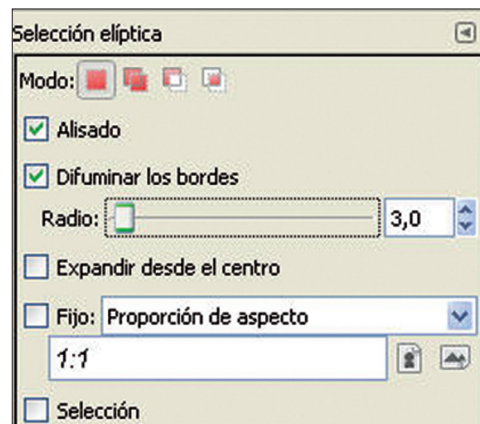 Selección elíptica
Modo:
Alisado
Difuminar los bordes
Radio: 3,0
Expandir desde el centro
Fijo: Proporción de aspecto
1:1
Selección